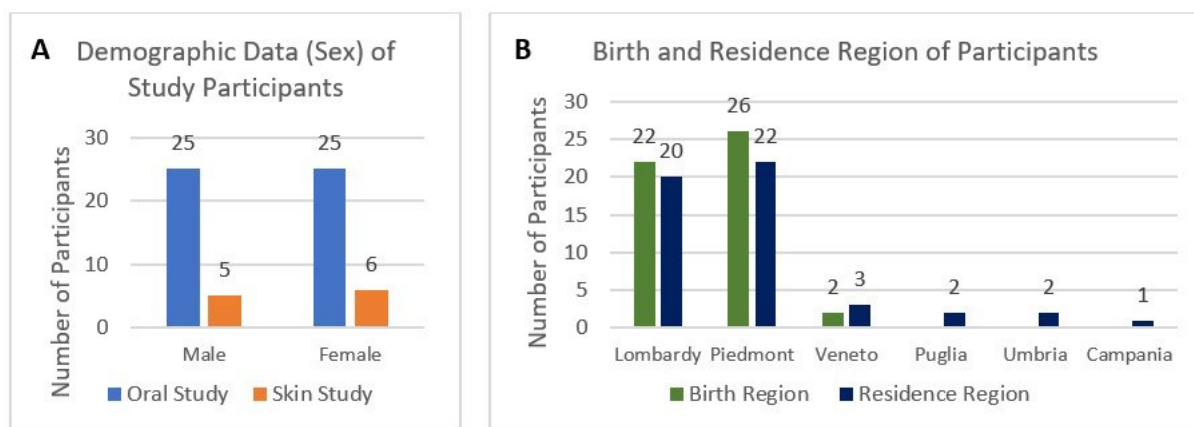 A Demographic Data (Sex) of
Study Participants
Number of Participants
30
20
10
0
25
5
25
6
Male Female
Oral Study Skin Study
B Birth and Residence Region of Participants
Number of Participants
30
25
20
15
10
5
0
22
20
26
22
2
3
2
2
1
Lombardy Piedmont Veneto Puglia Umbria Campania
Birth Region Residence Region